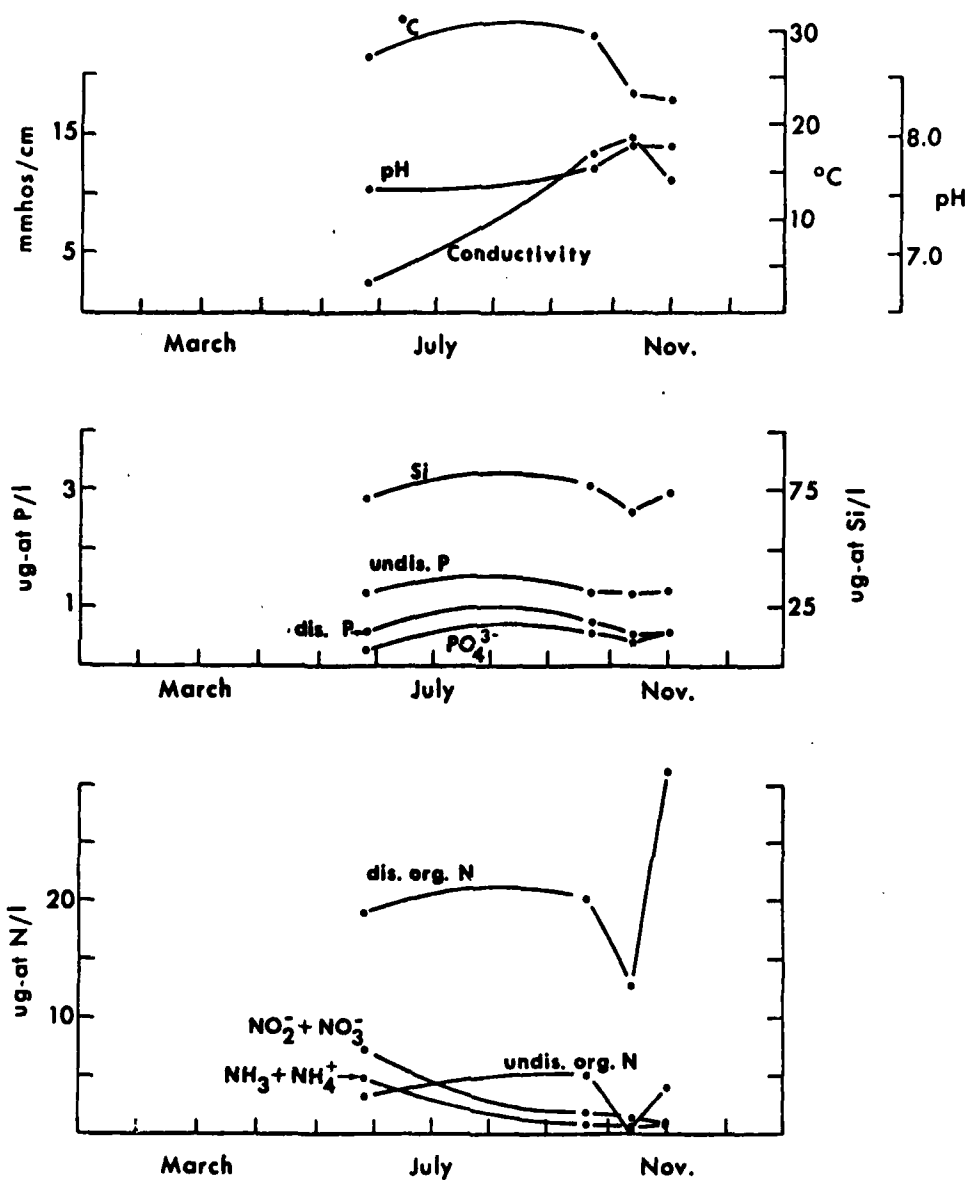 °C
30
20
10
°C
8.0
7.0
pH
15
5
mmhos/cm
pH
Conductivity
March
July
Nov.
3
1
ug-at P/l
Si
undis. P
dis. P
PO₄³⁻
75
25
ug-at Si/l
March
July
Nov.
20
10
ug-at N/l
dis. org. N
NO₂⁻ + NO₃⁻
NH₃ + NH₄⁺
undis. org. N
March
July
Nov.